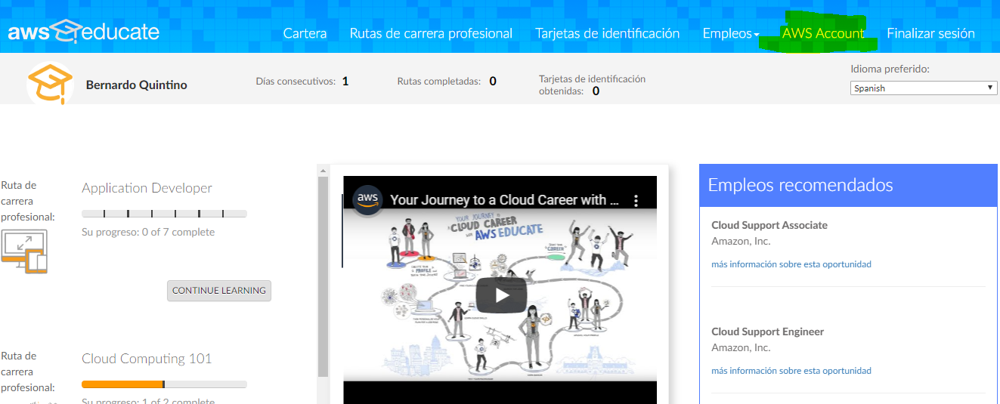 aws educate
Cartera Rutas de carrera profesional Tarjetas de identificación Empleos AWS Account Finalizar sesión
Bernardo Quintino
Días consecutivos: 1
Rutas completadas: 0
Tarjetas de identificación
obtenidas: 0
Idioma preferido:
Spanish
Ruta de
carrera
profesional:
Application Developer
Su progreso: 0 of 7 complete
CONTINUE LEARNING
Ruta de
carrera
profesional:
Cloud Computing 101
Su progreso: 1 of 2 complete
aws
Your Journey to a Cloud Career with ...
YOUR JOURNEY to
a CLOUD CAREER
with AWS EDUCATE
Empleos recomendados
Cloud Support Associate
Amazon, Inc.
más información sobre esta oportunidad
Cloud Support Engineer
Amazon, Inc.
más información sobre esta oportunidad